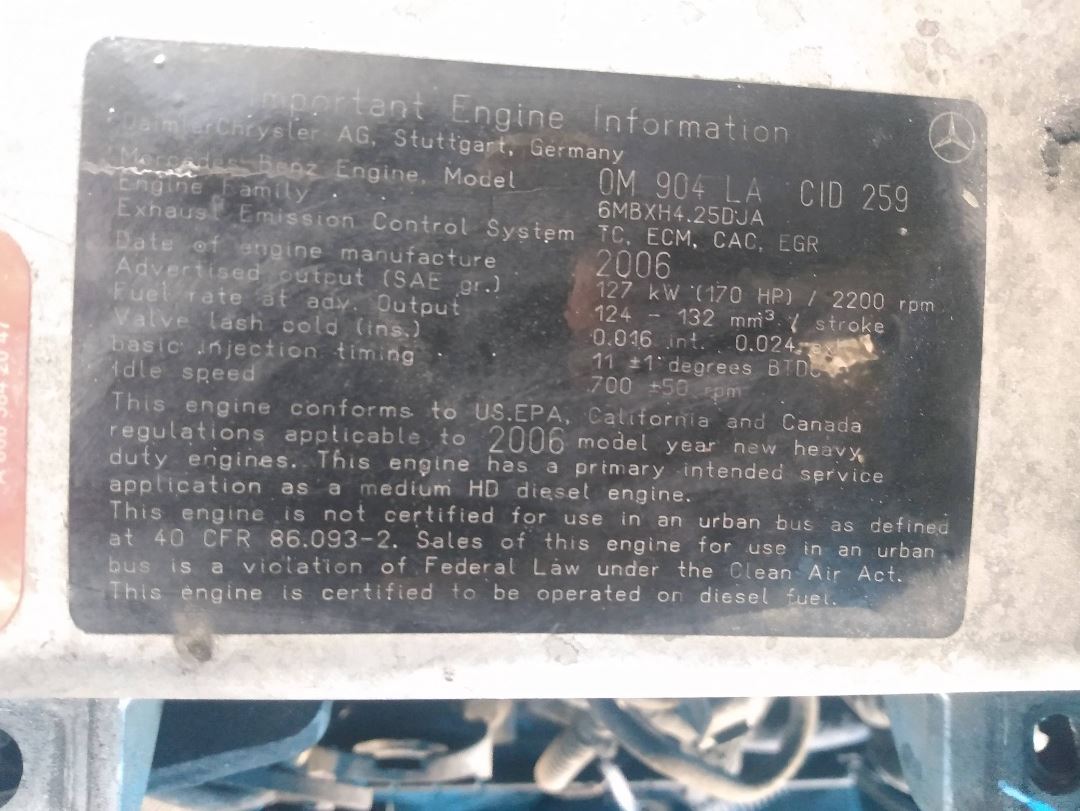 Important Engine Information
DaimlerChrysler AG, Stuttgart, Germany
Mercedes Benz Engine, Model OM 904 LA CID 259
Engine Family 6MBXH4.25DJA
Exhaust Emission Control System TC, ECM, CAC, EGR
Date of engine manufacture 2006
Advertised output (SAE gr.) 127 kW (170 HP) / 2200 rpm
Fuel rate at adv. Output 124 - 132 mm³ / stroke
Valve lash cold (ins.) 0.016 int. 0.024
basic injection timing 11 ±1 degrees BTDC
Idle speed 700 ±50 rpm
This engine conforms to US.EPA, California and Canada
regulations applicable to 2006 model year new heavy
duty engines. This engine has a primary intended service
application as a medium HD diesel engine.
This engine is not certified for use in an urban bus as defined
at 40 CFR 86.093-2. Sales of this engine for use in an urban
bus is a violation of Federal Law under the Clean Air Act.
This engine is certified to be operated on diesel fuel.